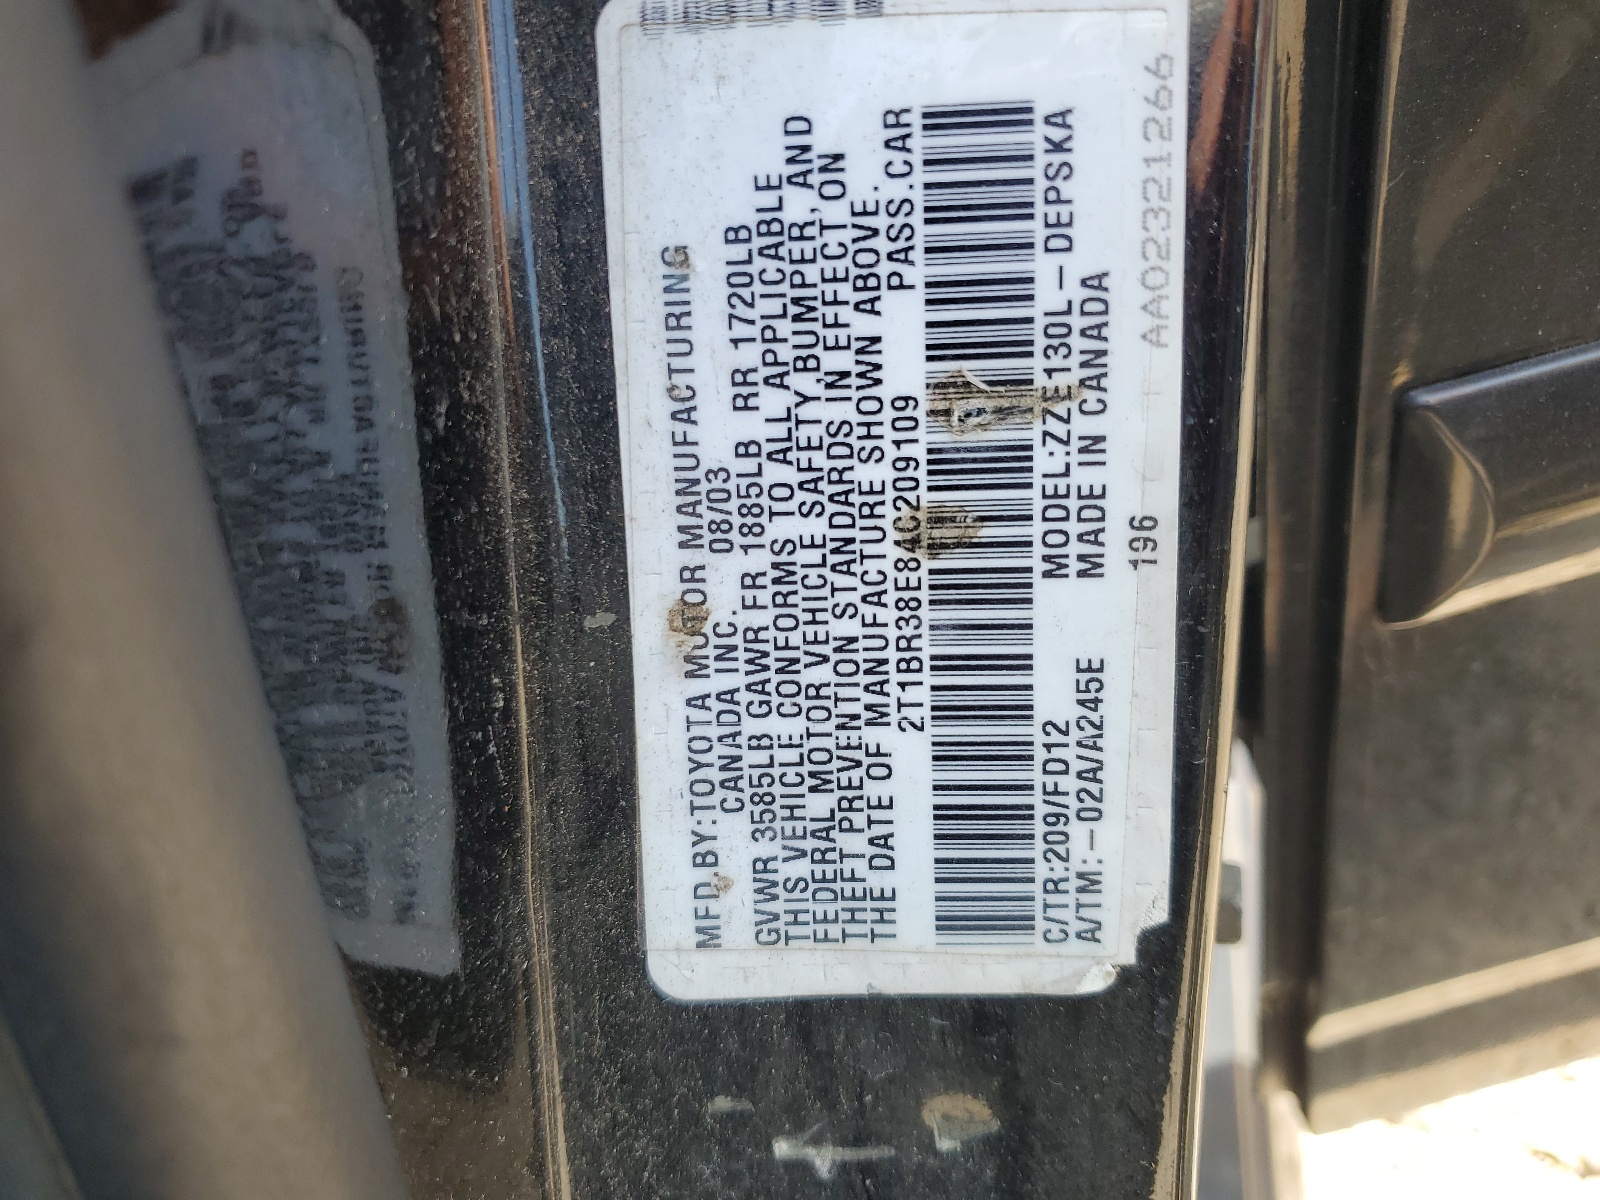 MFD.BY:TOYOTA MOTOR MANUFACTURING
CANADA INC. 08/03
GVWR 3585LB GAWR FR 1885LB RR 1720LB
THIS VEHICLE CONFORMS TO ALL APPLICABLE
FEDERAL MOTOR VEHICLE SAFETY,BUMPER, AND
THEFT PREVENTION STANDARDS IN EFFECT ON
THE DATE OF MANUFACTURE SHOWN ABOVE.
2T1BR38E84C209109 PASS.CAR
C/TR:209/FD12 MODEL:ZZE130L-DEPSKA
A/TM:-02A/A245E MADE IN CANADA
196 AA02321266